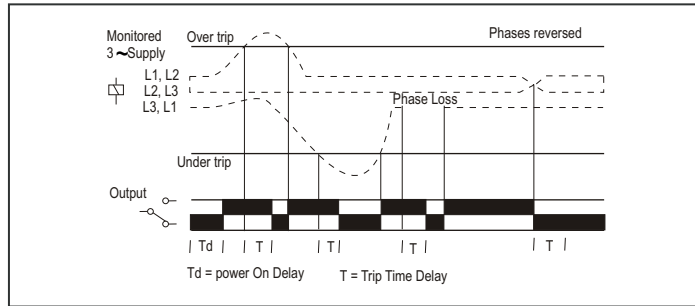 Monitored Over trip Phases reversed
3 ~Supply
L1, L2
L2, L3
Phase Loss
L3, L1
Under trip
Output
Td T T T T
Td = power On Delay T = Trip Time Delay